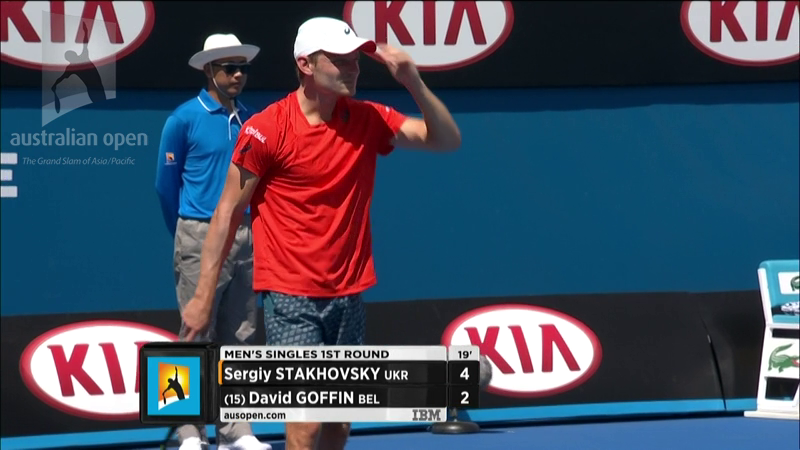 KIA
KIA
KIA
australian open
The Grand Slam of Asia/Pacific
E
KIA
KIA
MEN'S SINGLES 1ST ROUND 19'
Sergiy STAKHOVSKY UKR 4
(15) David GOFFIN BEL 2
ausopen.com IBM